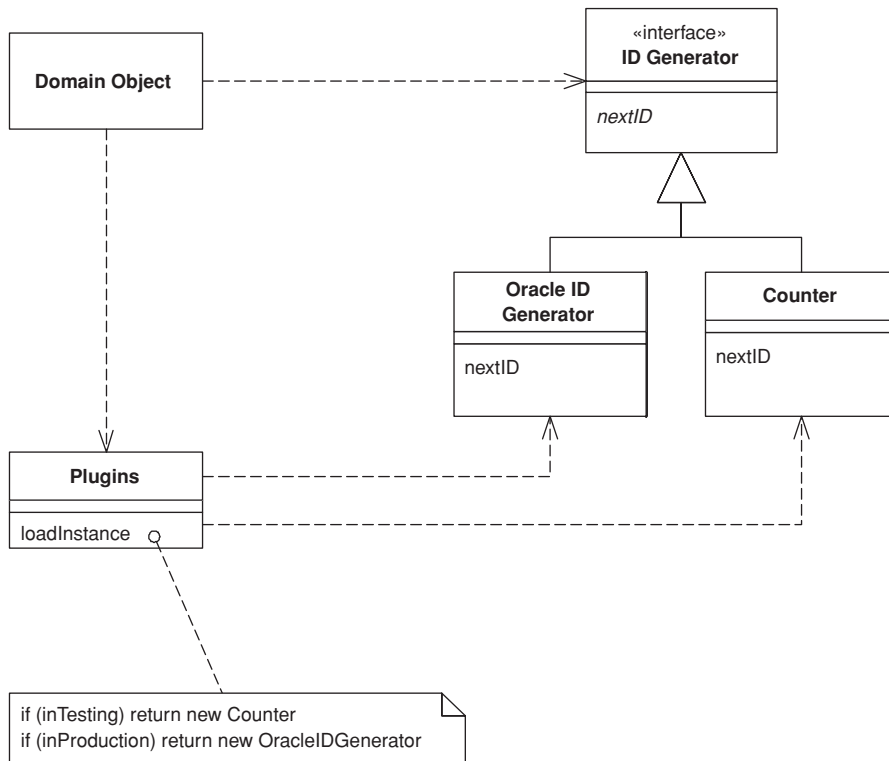 «interface»
ID Generator
Domain Object
nextID
Oracle ID
Generator
Counter
nextID
nextID
Plugins
loadInstance
if (inTesting) return new Counter
if (inProduction) return new OracleIDGenerator